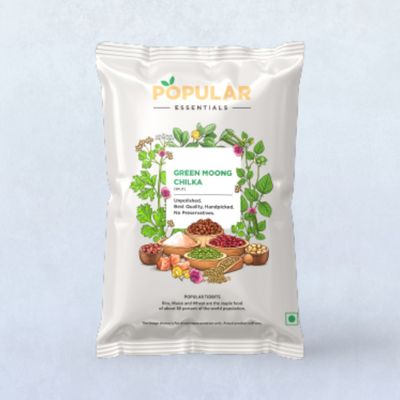 POPULAR
ESSENTIALS
GREEN MOONG
CHILKA
(SPLIT)
Unpolished.
Best Quality, Handpicked.
No Preservatives.
POPULAR TIDBITS
Rice, Maize and Wheat are the staple food
of about 50 percent of the world population.